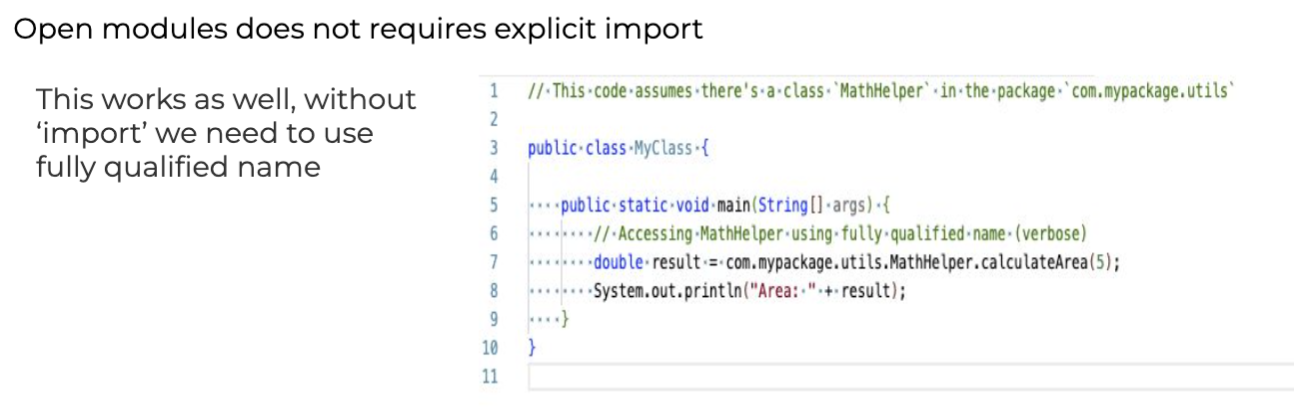 Open modules does not requires explicit import
This works as well, without
‘import’ we need to use
fully qualified name
1 // This code assumes there's a class `MathHelper` in the package `com.mypackage.utils`
2
3 public class MyClass {
4
5     public static void main(String[] args) {
6         // Accessing MathHelper using fully qualified name (verbose)
7         double result = com.mypackage.utils.MathHelper.calculateArea(5);
8         System.out.println("Area: " + result);
9     }
10 }
11